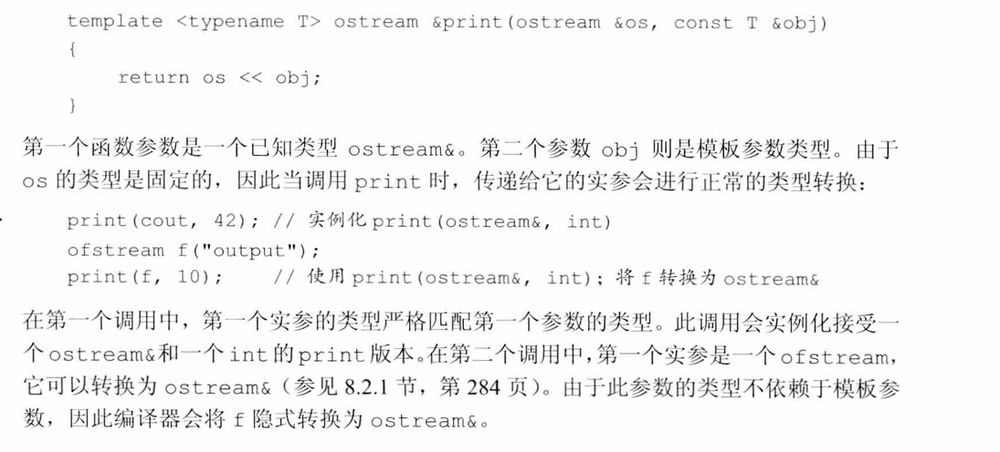 template <typename T> ostream &print(ostream &os, const T &obj)
{
    return os << obj;
}
第一个函数参数是一个已知类型 ostream&。第二个参数 obj 则是模板参数类型。由于
os 的类型是固定的，因此当调用 print 时，传递给它的实参会进行正常的类型转换：
print(cout, 42); // 实例化 print(ostream&, int)
ofstream f("output");
print(f, 10);    // 使用 print(ostream&, int)；将 f 转换为 ostream&
在第一个调用中，第一个实参的类型严格匹配第一个参数的类型。此调用会实例化接受一
个 ostream&和一个 int 的 print 版本。在第二个调用中，第一个实参是一个 ofstream，
它可以转换为 ostream&（参见 8.2.1 节，第 284 页）。由于此参数的类型不依赖于模板参
数，因此编译器会将 f 隐式转换为 ostream&。